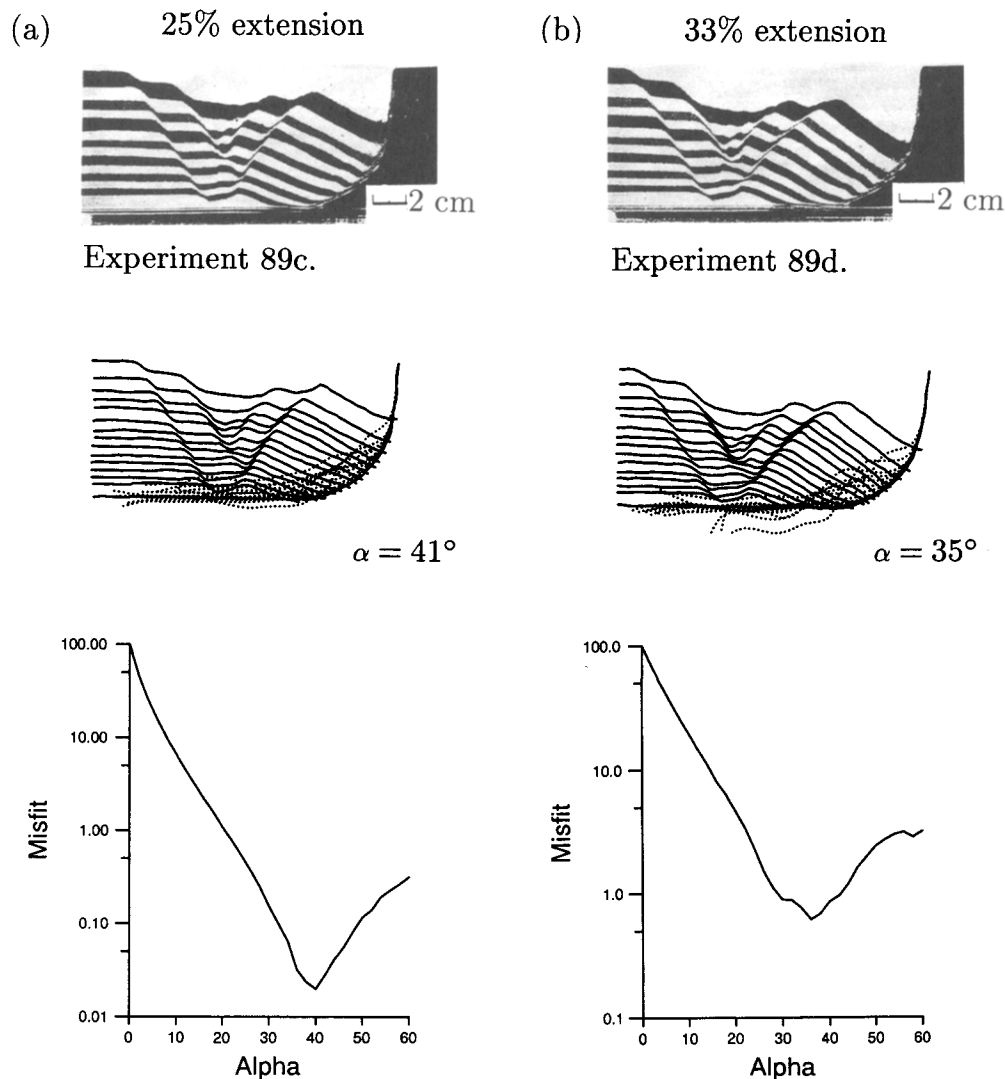 (a) 25% extension
2 cm
Experiment 89c.
α = 41°
100.00
10.00
1.00
0.10
0.01
Misfit
0 10 20 30 40 50 60
Alpha
(b) 33% extension
2 cm
Experiment 89d.
α = 35°
100.0
10.0
1.0
0.1
Misfit
0 10 20 30 40 50 60
Alpha